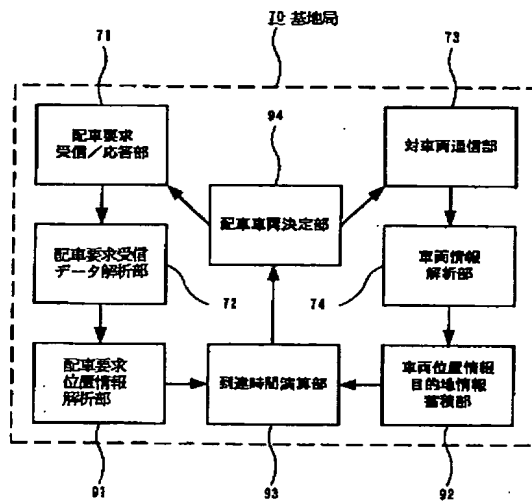 70 基地局
71
73
94
配車要求
受信/応答部
対車両通信部
配車車両決定部
配車要求受信
データ解析部
車両情報
解析部
72
74
配車要求
位置情報
解析部
到達時間演算部
車両位置情報
目的地情報
蓄積部
91
93
92